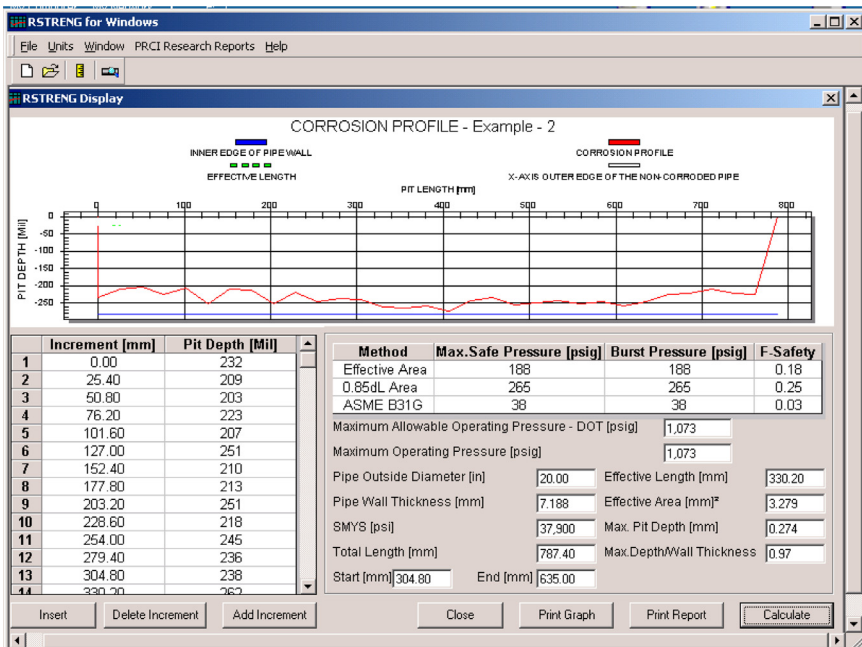 RSTRENG for Windows
File Units Window PRCI Research Reports Help
RSTRENG Display
CORROSION PROFILE - Example - 2
INNER EDGE OF PIPE WALL
CORROSION PROFILE
EFFECTIVE LENGTH
X-AXIS OUTER EDGE OF THE NON-CORRODED PIPE
PIT LENGTH [mm]
0 100 200 300 400 500 600 700 800
PIT DEPTH [Mil]
0
-50
-100
-150
-200
-250
Increment [mm] Pit Depth [Mil]
1 0.00 232
2 25.40 209
3 50.80 203
4 76.20 223
5 101.60 207
6 127.00 251
7 152.40 210
8 177.80 213
9 203.20 251
10 228.60 218
11 254.00 245
12 279.40 236
13 304.80 238
14 330.20 262
Method Max.Safe Pressure [psig] Burst Pressure [psig] F-Safety
Effective Area 188 188 0.18
0.85dL Area 265 265 0.25
ASME B31G 38 38 0.03
Maximum Allowable Operating Pressure - DOT [psig] 1,073
Maximum Operating Pressure [psig] 1,073
Pipe Outside Diameter [in] 20.00 Effective Length [mm] 330.20
Pipe Wall Thickness [mm] 7.188 Effective Area [mm]² 3.279
SMYS [psi] 37,900 Max. Pit Depth [mm] 0.274
Total Length [mm] 787.40 Max.Depth/Wall Thickness 0.97
Start [mm] 304.80 End [mm] 635.00
Insert Delete Increment Add Increment Close Print Graph Print Report Calculate